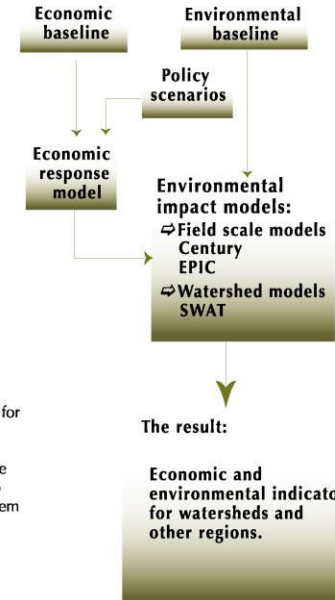 Economic
baseline
Environmental
baseline
Policy
scenarios
Economic
response
model
Environmental
impact models:
Field scale models
Century
EPIC
Watershed models
SWAT
for
e
em
The result:
Economic and
environmental indicato
for watersheds and
other regions.